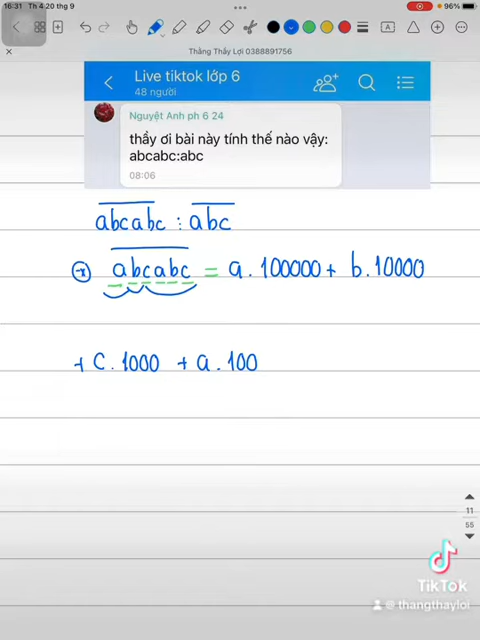 16:31 Th 4 20 thg 9 96%
Thằng Thầy Lợi 0388891756
Live tiktok lớp 6
48 người
Nguyệt Anh ph 6 24
thầy ơi bài này tính thế nào vậy:
abcabc:abc
08:06
abcabc : abc
abcabc = a.100000 + b.10000
+ c.1000 + a.100
11
55
TikTok
@thangthayloi